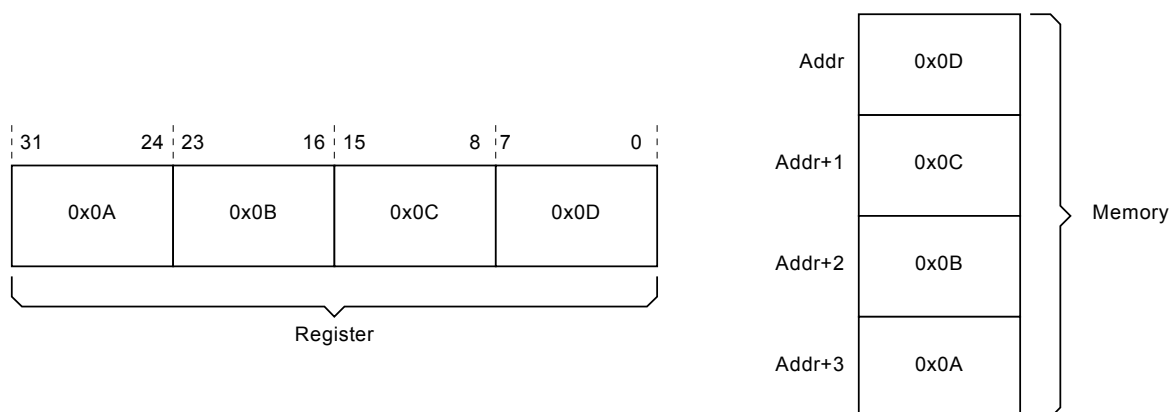 31 24 23 16 15 8 7 0
0x0A 0x0B 0x0C 0x0D
Register
Addr 0x0D
Addr+1 0x0C
Addr+2 0x0B
Addr+3 0x0A
Memory